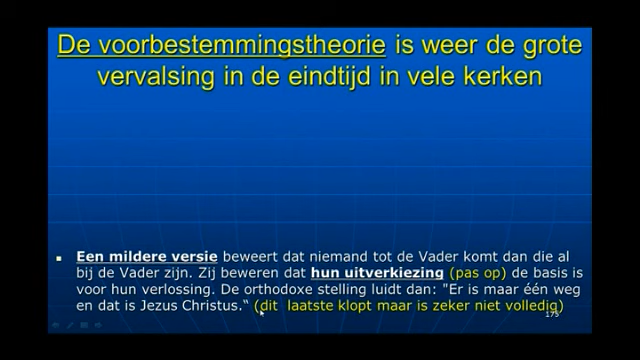 De voorbestemmingstheorie is weer de grote
vervalsing in de eindtijd in vele kerken
Een mildere versie beweert dat niemand tot de Vader komt dan die al
bij de Vader zijn. Zij beweren dat hun uitverkiezing (pas op) de basis is
voor hun verlossing. De orthodoxe stelling luidt dan: "Er is maar één weg
en dat is Jezus Christus.“ (dit laatste klopt maar is zeker niet volledig)